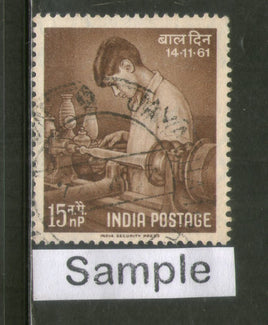 बाल दिन
14·11·61
15 न.पै.
nP
INDIA POSTAGE
INDIA SECURITY PRESS
Sample